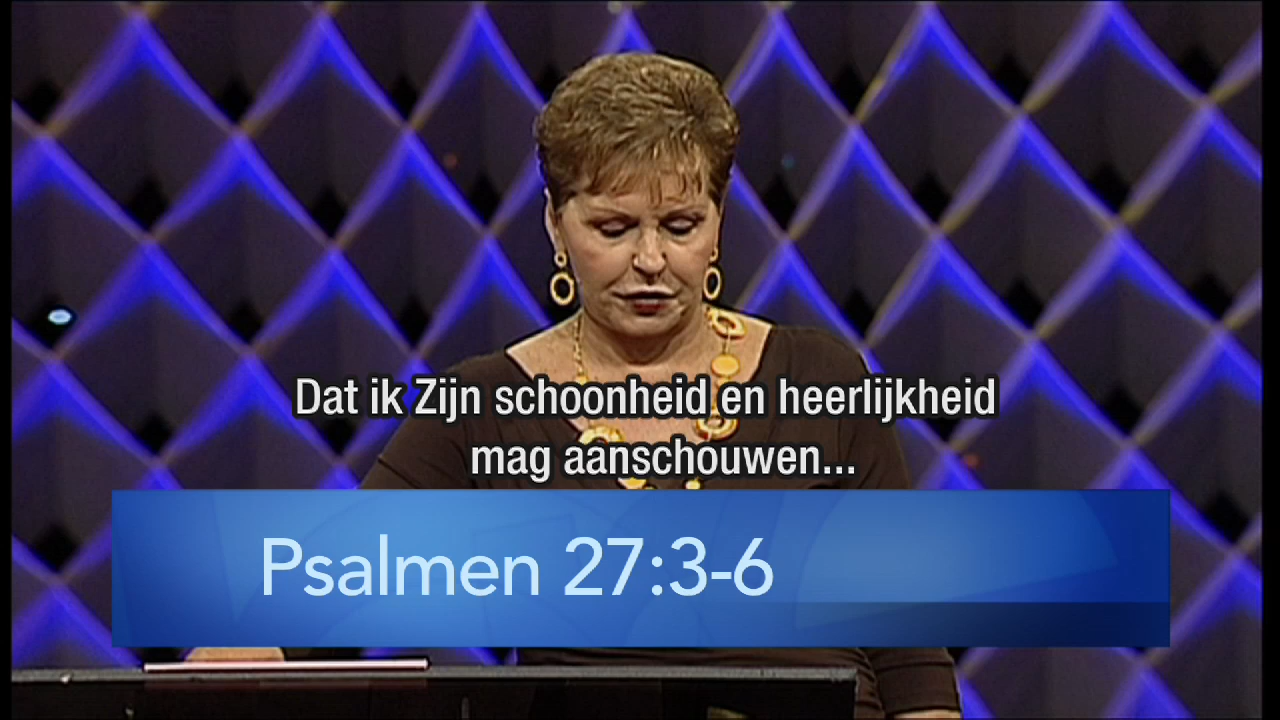 Dat ik Zijn schoonheid en heerlijkheid
mag aanschouwen...
Psalmen 27:3-6